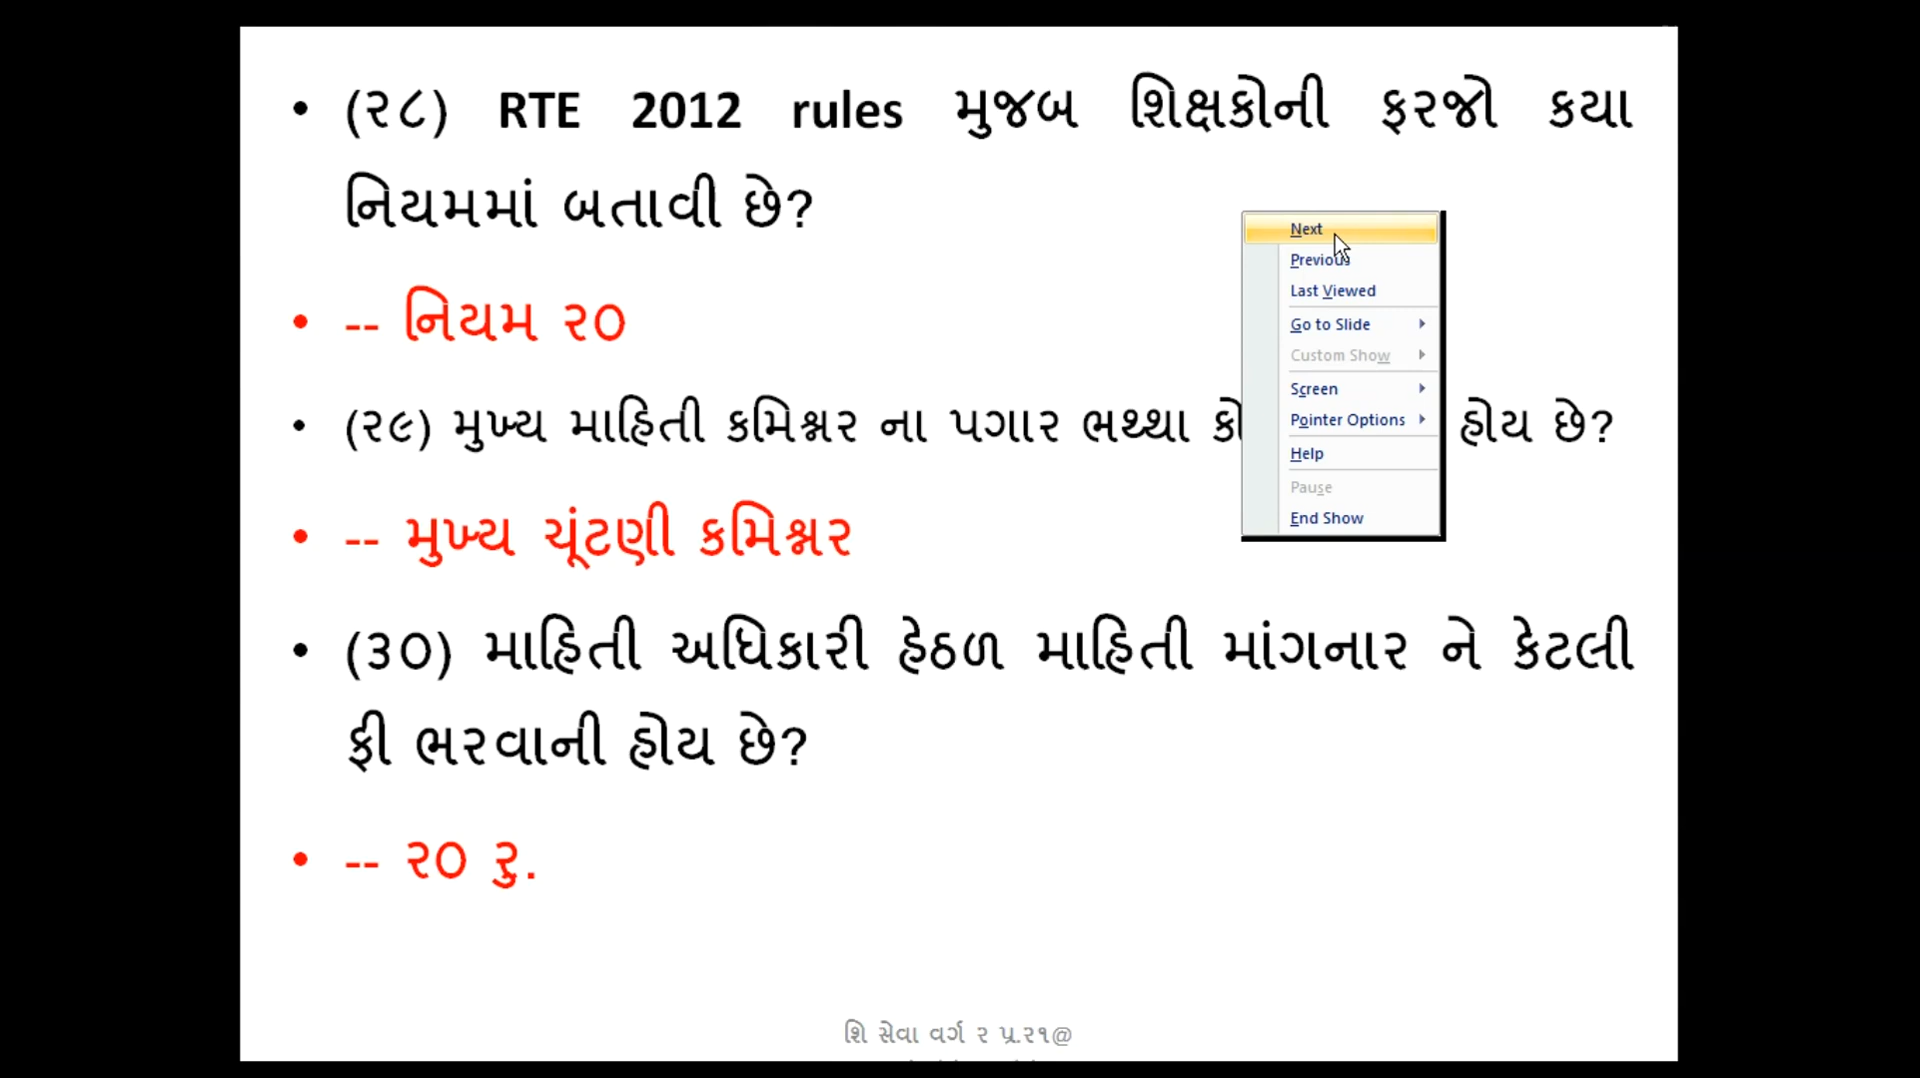 • (૨૮) RTE 2012 rules મુજબ શિક્ષકોની ફરજો કયા
નિયમમાં બતાવી છે?
• -- નિયમ ૨૦
• (૨૯) મુખ્ય માહિતી કમિશ્નર ના પગાર ભથ્થા હોય છે?
• -- મુખ્ય ચૂંટણી કમિશ્નર
• (૩૦) માહિતી અધિકારી હેઠળ માહિતી માંગનાર ને કેટલી
ફી ભરવાની હોય છે?
• -- ૨૦ રુ.
શિ સેવા વર્ગ ૨ પ્ર.૨૧@
Next
Previous
Last Viewed
Go to Slide
Custom Show
Screen
Pointer Options
Help
Pause
End Show